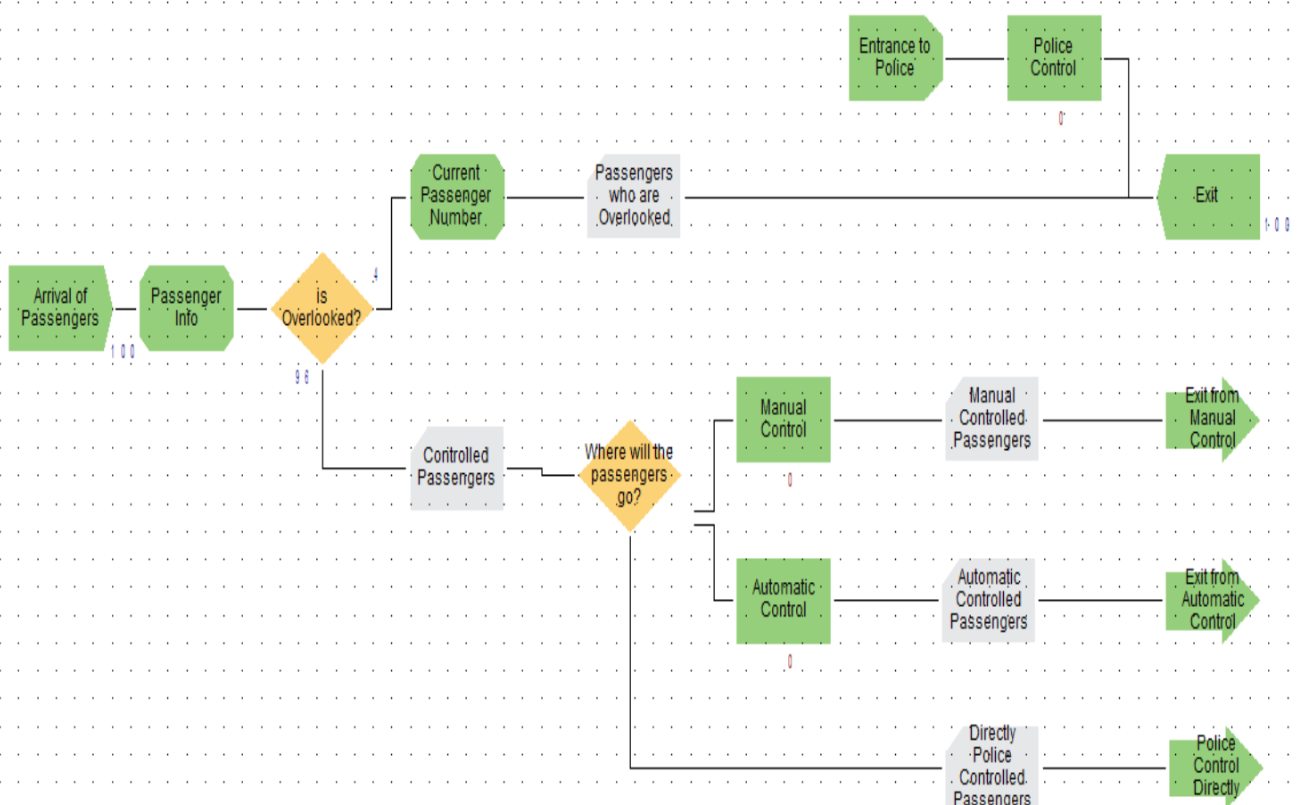 Entrance to
Police
Police
Control
0
Current
Passenger
Number
Passengers
who are
Overlooked
Exit
100
Arrival of
Passengers
100
Passenger
Info
is
Overlooked?
4
96
Controlled
Passengers
Where will the
passengers
go?
Manual
Control
0
Manual
Controlled
Passengers
Exit from
Manual
Control
Automatic
Control
0
Automatic
Controlled
Passengers
Exit from
Automatic
Control
Directly
Police
Controlled
Passengers
Police
Control
Directly